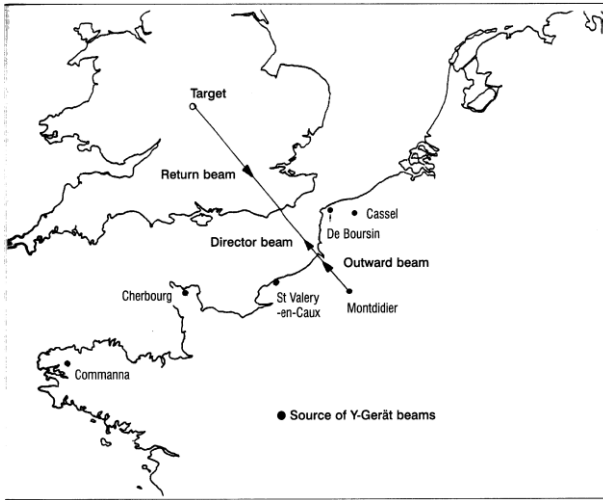 Target
Return beam
Cassel
De Boursin
Director beam
Outward beam
Cherbourg
St Valery
-en-Caux
Montdidier
Commanna
Source of Y-Gerät beams